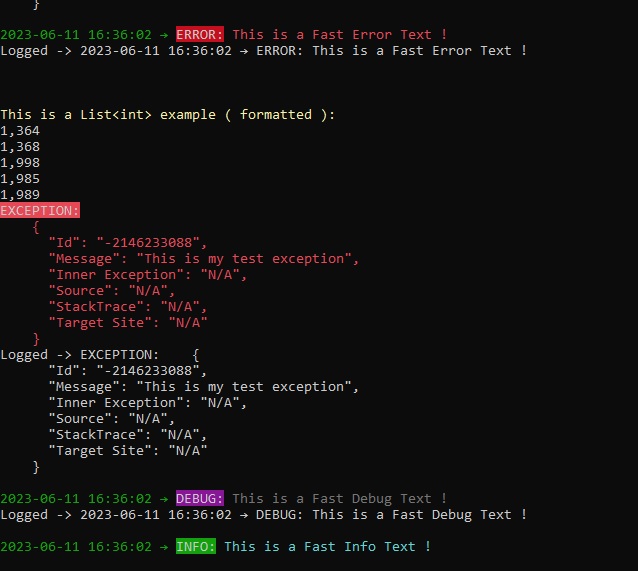 }
2023-06-11 16:36:02 → ERROR: This is a Fast Error Text !
Logged -> 2023-06-11 16:36:02 → ERROR: This is a Fast Error Text !
This is a List<int> example ( formatted ):
1,364
1,368
1,998
1,985
1,989
EXCEPTION:
    {
      "Id": "-2146233088",
      "Message": "This is my test exception",
      "Inner Exception": "N/A",
      "Source": "N/A",
      "StackTrace": "N/A",
      "Target Site": "N/A"
    }
Logged -> EXCEPTION:    {
      "Id": "-2146233088",
      "Message": "This is my test exception",
      "Inner Exception": "N/A",
      "Source": "N/A",
      "StackTrace": "N/A",
      "Target Site": "N/A"
    }
2023-06-11 16:36:02 → DEBUG: This is a Fast Debug Text !
Logged -> 2023-06-11 16:36:02 → DEBUG: This is a Fast Debug Text !
2023-06-11 16:36:02 → INFO: This is a Fast Info Text !